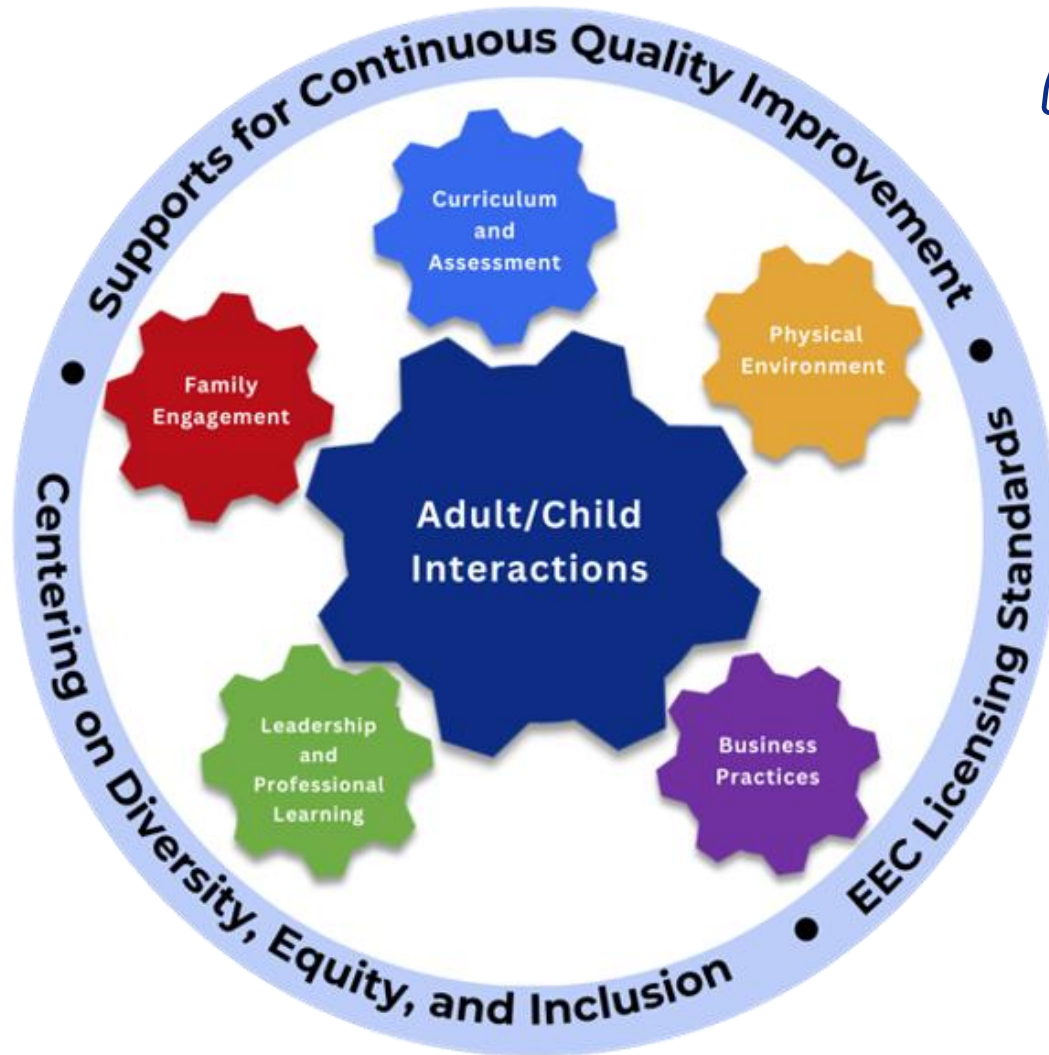 Supports for Continuous Quality Improvement
Curriculum
and
Assessment
Physical
Environment
Family
Engagement
Adult/Child
Interactions
Leadership
and
Professional
Learning
Business
Practices
Centering on Diversity, Equity, and Inclusion
EEC Licensing Standards